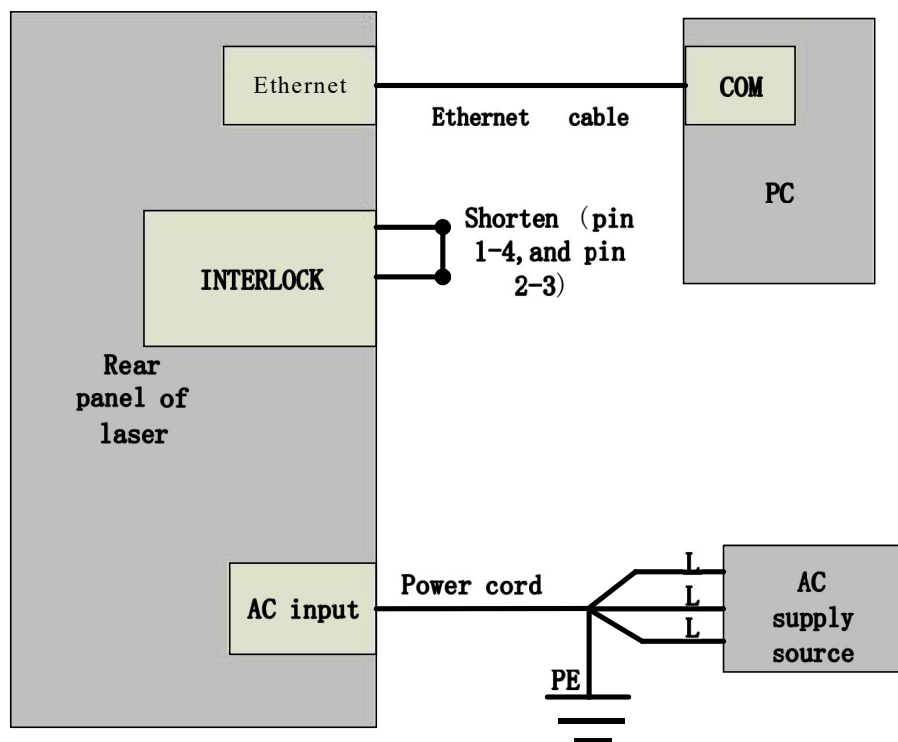 Ethernet
COM
Ethernet cable
PC
Shorten （pin
1-4,and pin
2-3）
INTERLOCK
Rear
panel of
laser
AC input
Power cord
L
L
L
AC
supply
source
PE